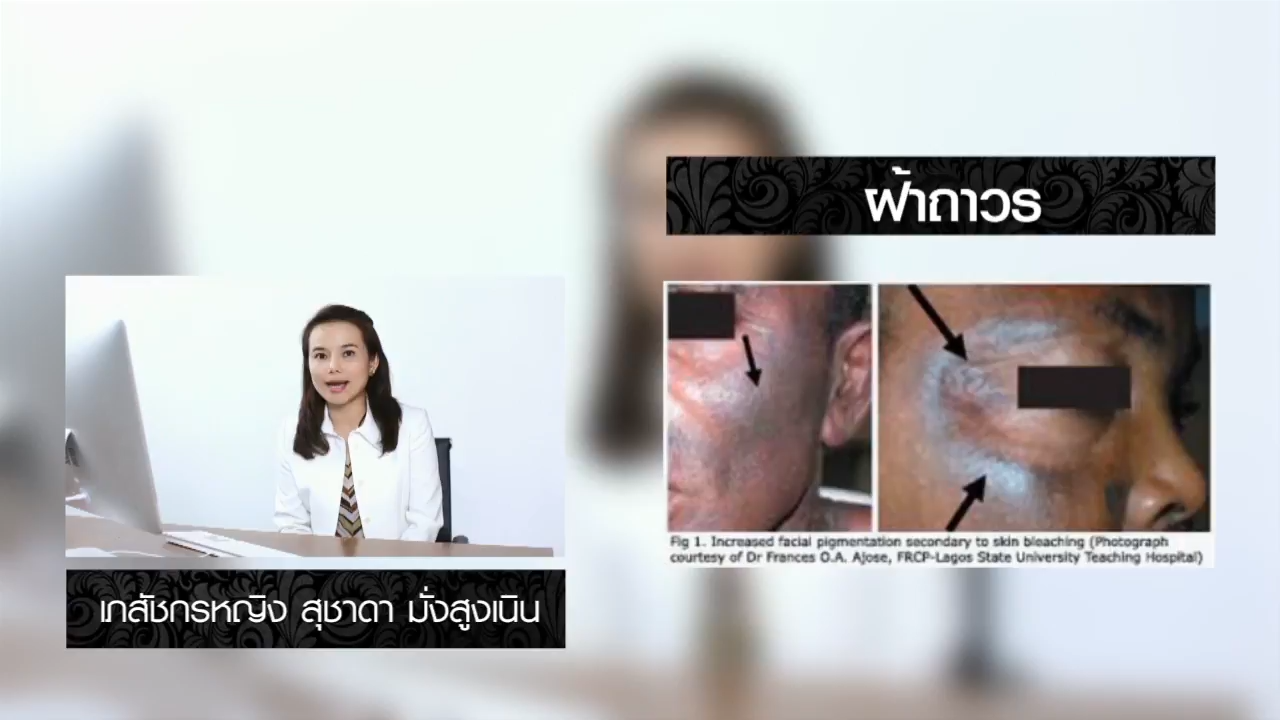 ฝ้าถาวร
Fig 1. Increased facial pigmentation secondary to skin bleaching (Photograph
courtesy of Dr Frances O.A. Ajose, FRCP-Lagos State University Teaching Hospital)
เภสัชกรหญิง สุชาดา มั่งสูงเนิน